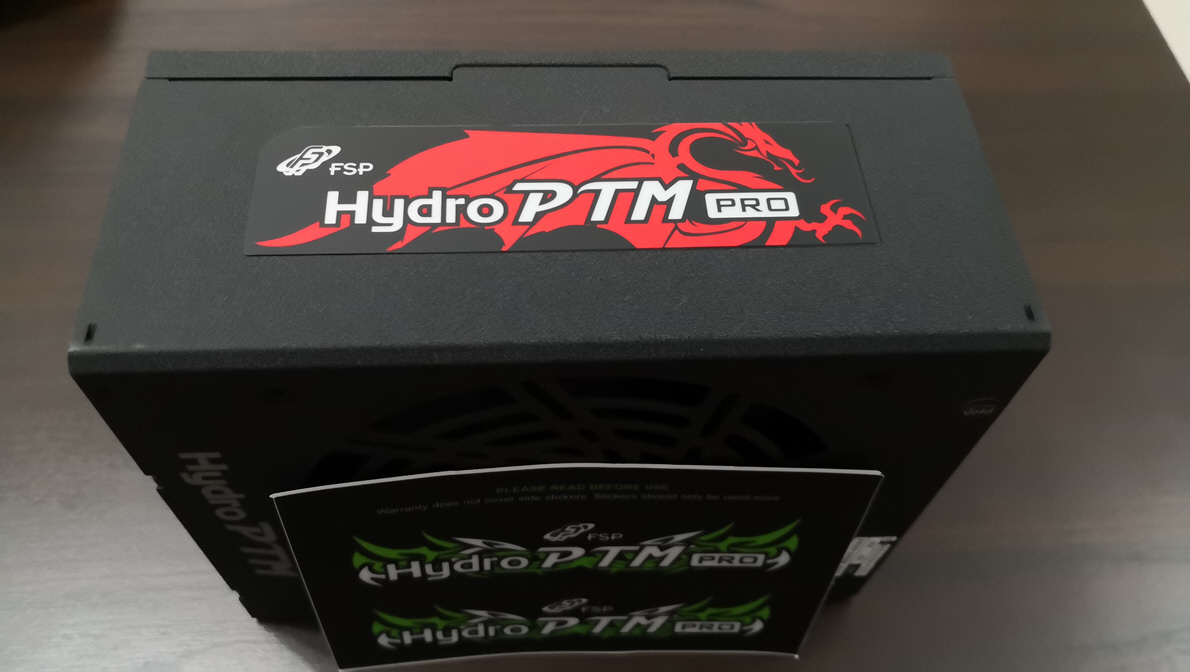 FSP
Hydro PTM PRO
Hydro PTM
PLEASE READ BEFORE USE
Warranty does not cover side stickers. Stickers should only be used once
FSP
Hydro PTM PRO
FSP
Hydro PTM PRO